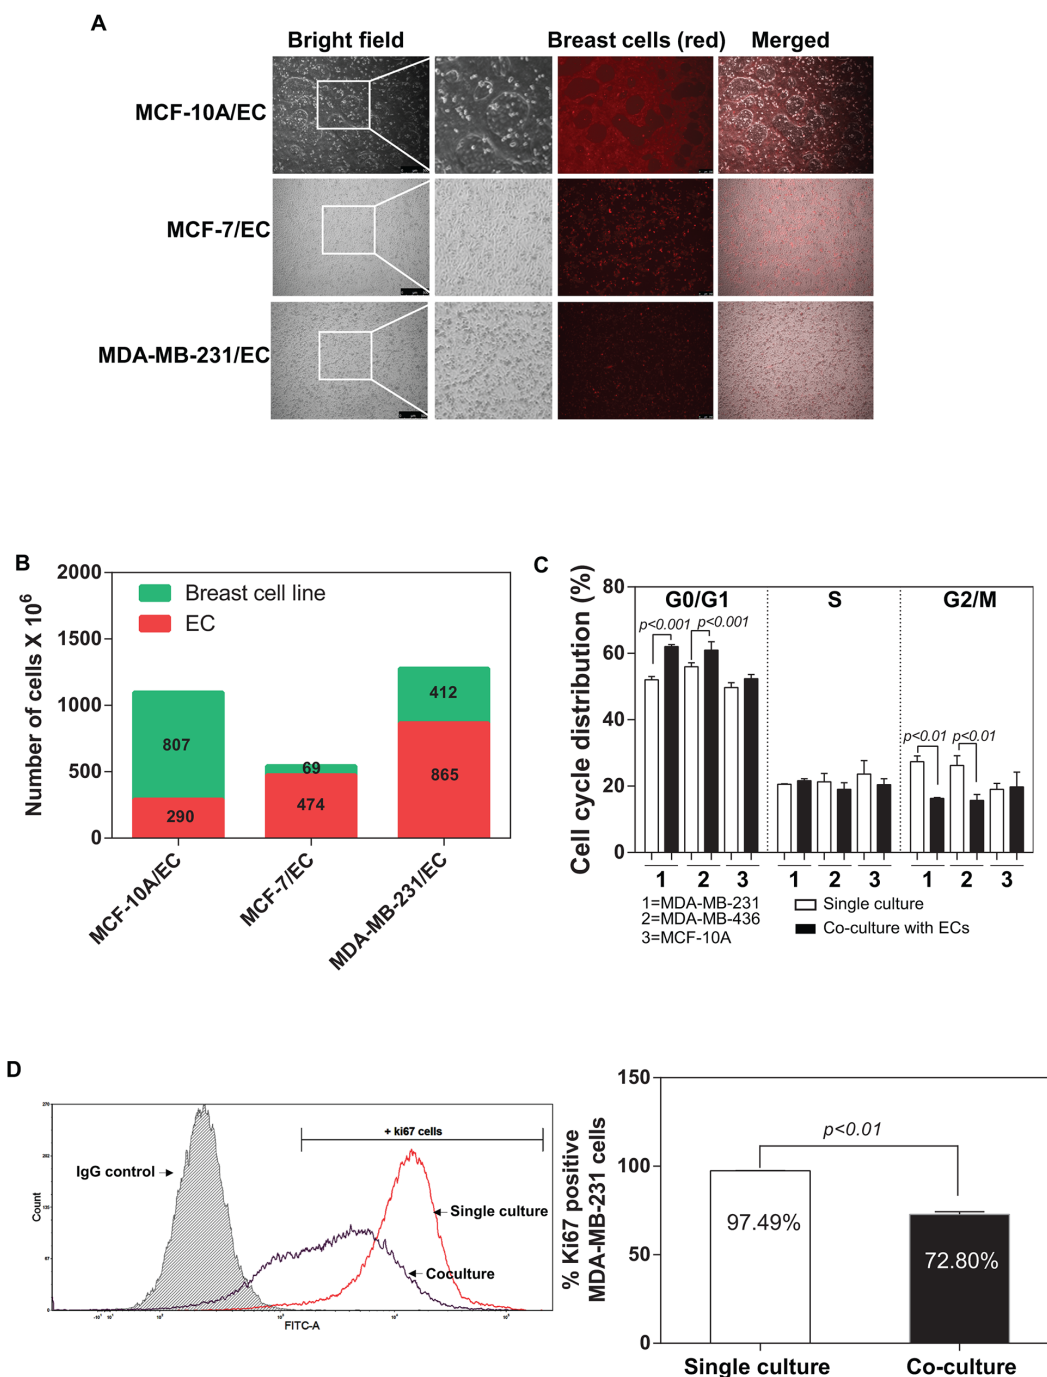 A
Bright field
Breast cells (red)
Merged
MCF-10A/EC
MCF-7/EC
MDA-MB-231/EC
B
Number of cells X 10⁶
2000
1500
1000
500
0
Breast cell line
EC
807
290
69
474
412
865
MCF-10A/EC
MCF-7/EC
MDA-MB-231/EC
C
Cell cycle distribution (%)
80
60
40
20
0
G0/G1
S
G2/M
p<0.001
p<0.001
p<0.01
p<0.01
1 2 3 1 2 3 1 2 3
1=MDA-MB-231
2=MDA-MB-436
3=MCF-10A
Single culture
Co-culture with ECs
D
Count
270
202
135
67
0
+ ki67 cells
IgG control
Single culture
Coculture
FITC-A
% Ki67 positive
MDA-MB-231 cells
150
100
50
0
p<0.01
97.49%
72.80%
Single culture
Co-culture